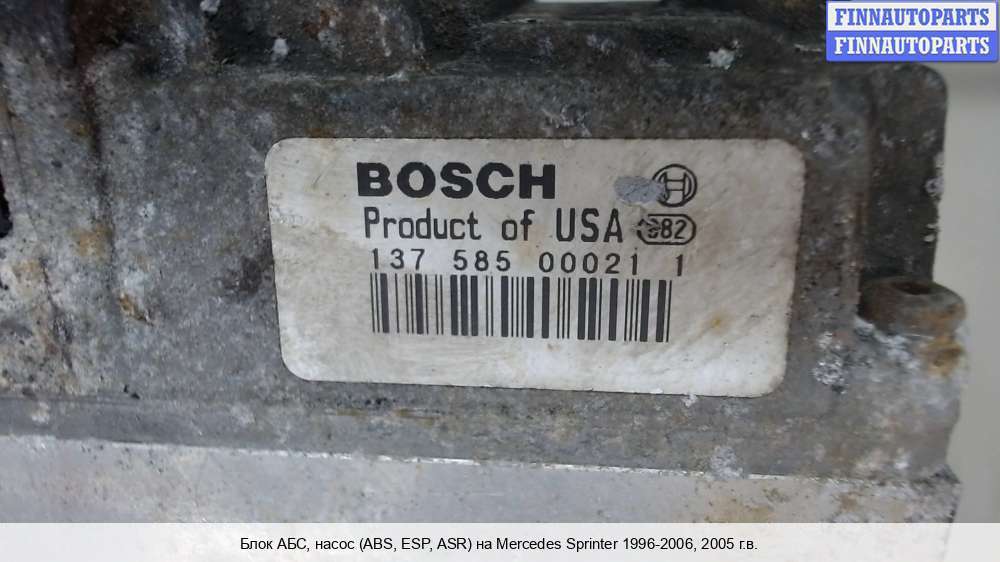 FINNAUTOPARTS
FINNAUTOPARTS
BOSCH
Product of USA
82
137 585 00021 1
Блок АБС, насос (ABS, ESP, ASR) на Mercedes Sprinter 1996-2006, 2005 г.в.